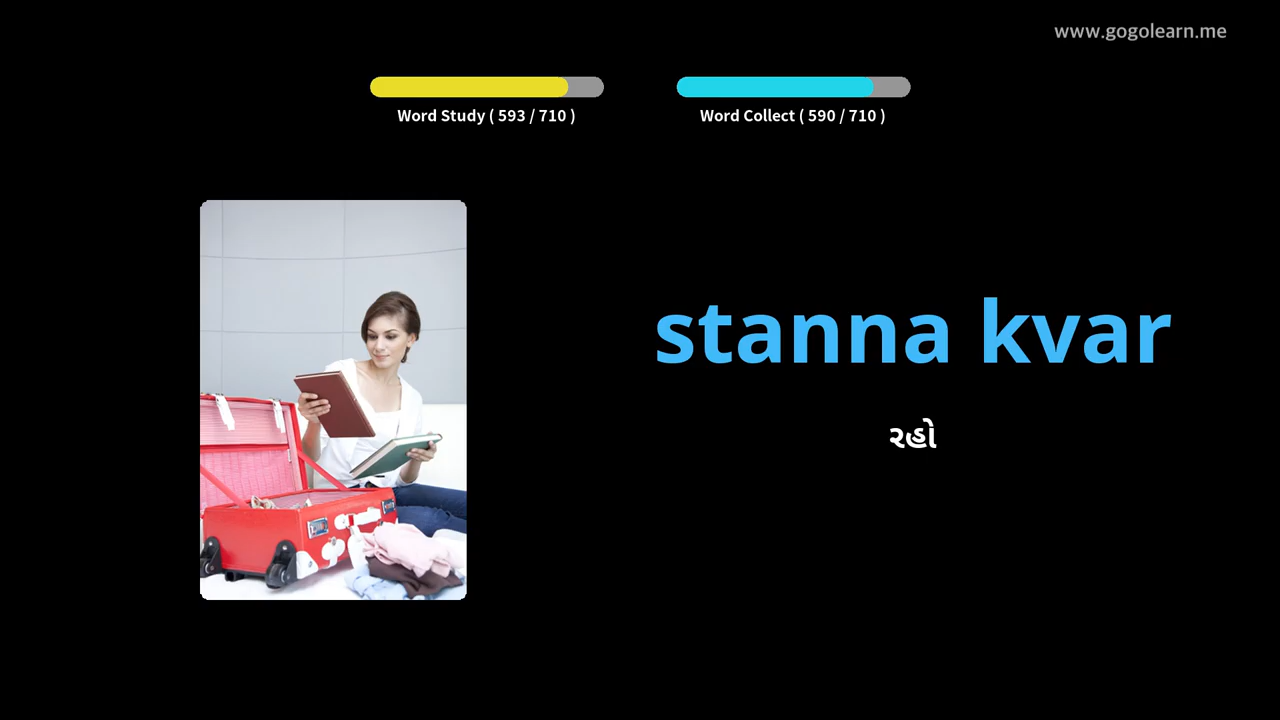 www.gogolearn.me
Word Study ( 593 / 710 )
Word Collect ( 590 / 710 )
stanna kvar
રહો